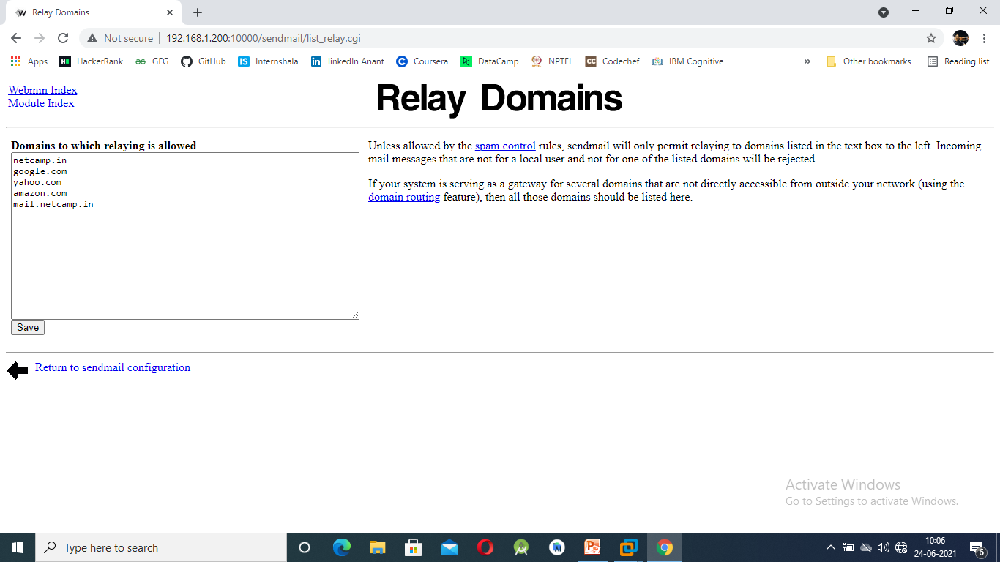 Relay Domains
Not secure
192.168.1.200:10000/sendmail/list_relay.cgi
Apps
HackerRank
GFG
GitHub
IS
Internshala
in
linkedIn Anant
Coursera
DataCamp
NPTEL
CC
Codechef
IBM Cognitive
»
Other bookmarks
Reading list
Webmin Index
Module Index
Relay Domains
Domains to which relaying is allowed
netcamp.in
google.com
yahoo.com
amazon.com
mail.netcamp.in
Save
Unless allowed by the spam control rules, sendmail will only permit relaying to domains listed in the text box to the left. Incoming
mail messages that are not for a local user and not for one of the listed domains will be rejected.
If your system is serving as a gateway for several domains that are not directly accessible from outside your network (using the
domain routing feature), then all those domains should be listed here.
Return to sendmail configuration
Activate Windows
Go to Settings to activate Windows.
Type here to search
10:06
24-06-2021
6